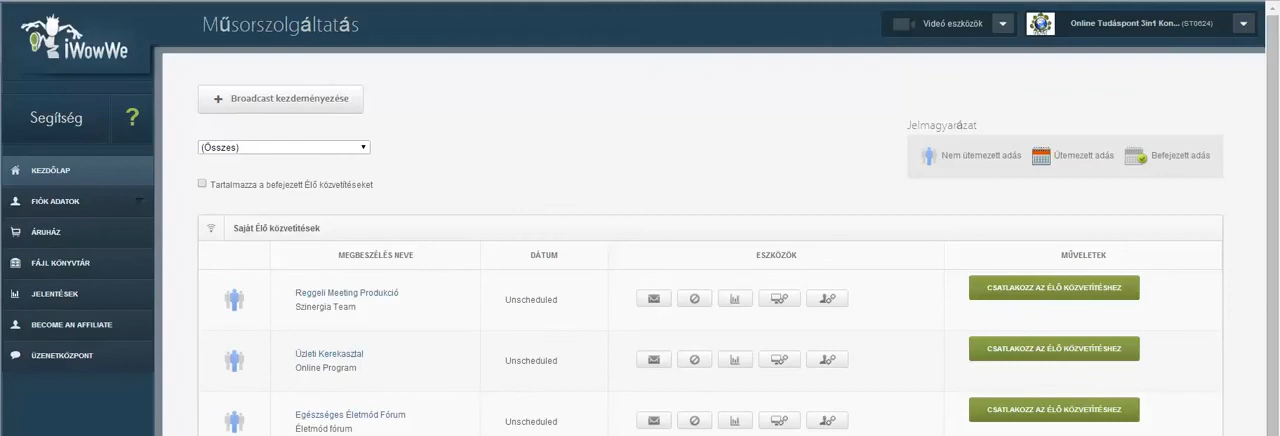 iWowWe
Műsorszolgáltatás
Videó eszközök
Online Tudáspont 3in1 Kon... (ST0624)
Segítség ?
KEZDŐLAP
FIÓK ADATOK
ÁRUHÁZ
FÁJL KÖNYVTÁR
JELENTÉSEK
BECOME AN AFFILIATE
ÜZENETKÖZPONT
+ Broadcast kezdeményezése
(Összes)
Tartalmazza a befejezett Élő közvetítéseket
Jelmagyarázat
Nem ütemezett adás Ütemezett adás Befejezett adás
Saját Élő közvetítések
MEGBESZÉLÉS NEVE DÁTUM ESZKÖZÖK MŰVELETEK
Reggeli Meeting Produkció
Szinergia Team
Unscheduled
CSATLAKOZZ AZ ÉLŐ KÖZVETÍTÉSHEZ
Üzleti Kerekasztal
Online Program
Unscheduled
CSATLAKOZZ AZ ÉLŐ KÖZVETÍTÉSHEZ
Egészséges Életmód Fórum
Életmód fórum
Unscheduled
CSATLAKOZZ AZ ÉLŐ KÖZVETÍTÉSHEZ